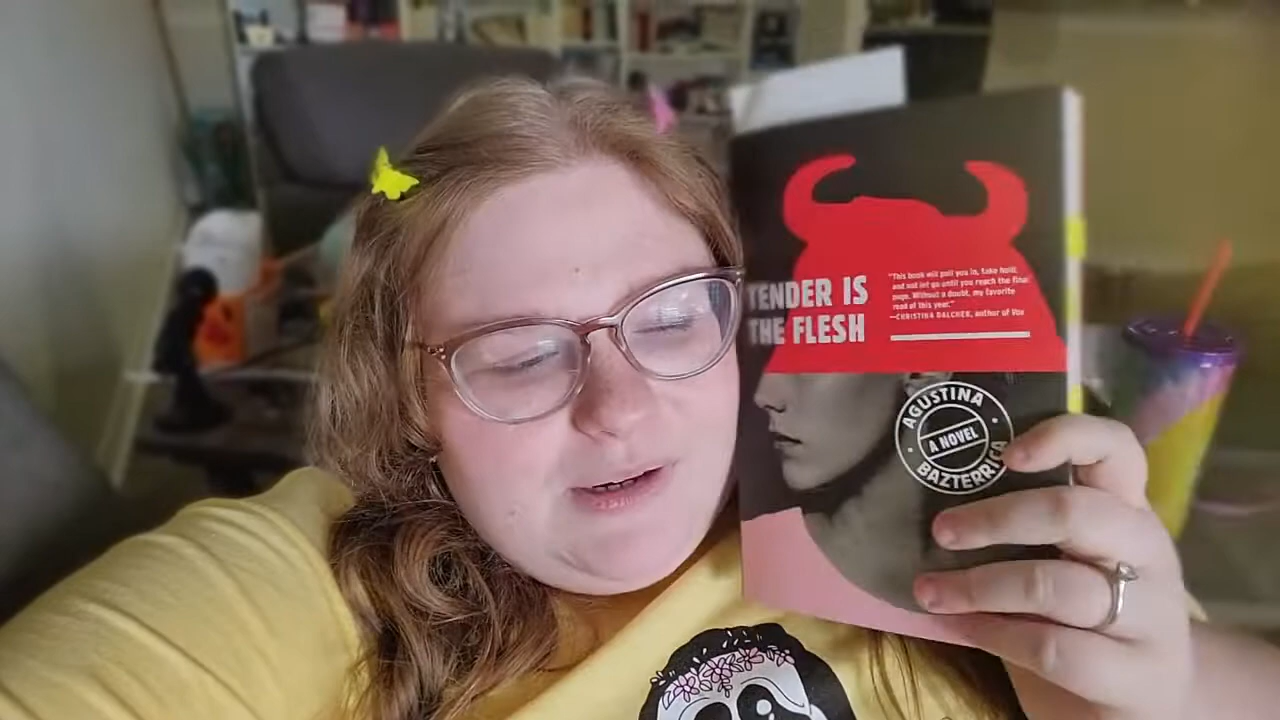 TENDER IS
THE FLESH
"This book will pull you in, take hold,
and not let go until you reach the final
page. Without a doubt, my favorite
read of this year."
—CHRISTINA DALCHER, author of Vox
AGUSTINA
A NOVEL
BAZTERRICA